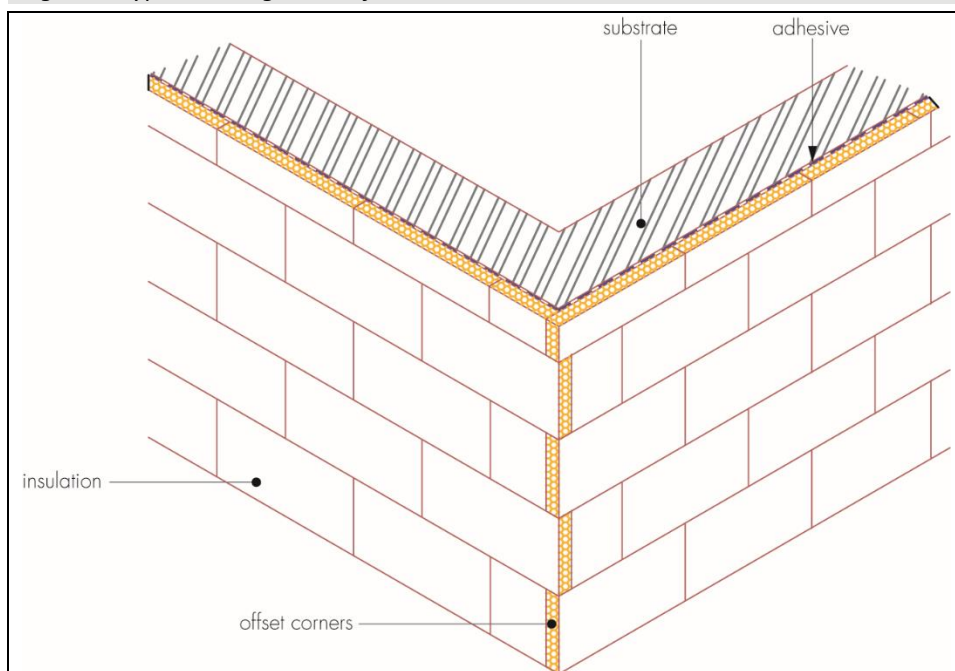 substrate
adhesive
insulation
offset corners